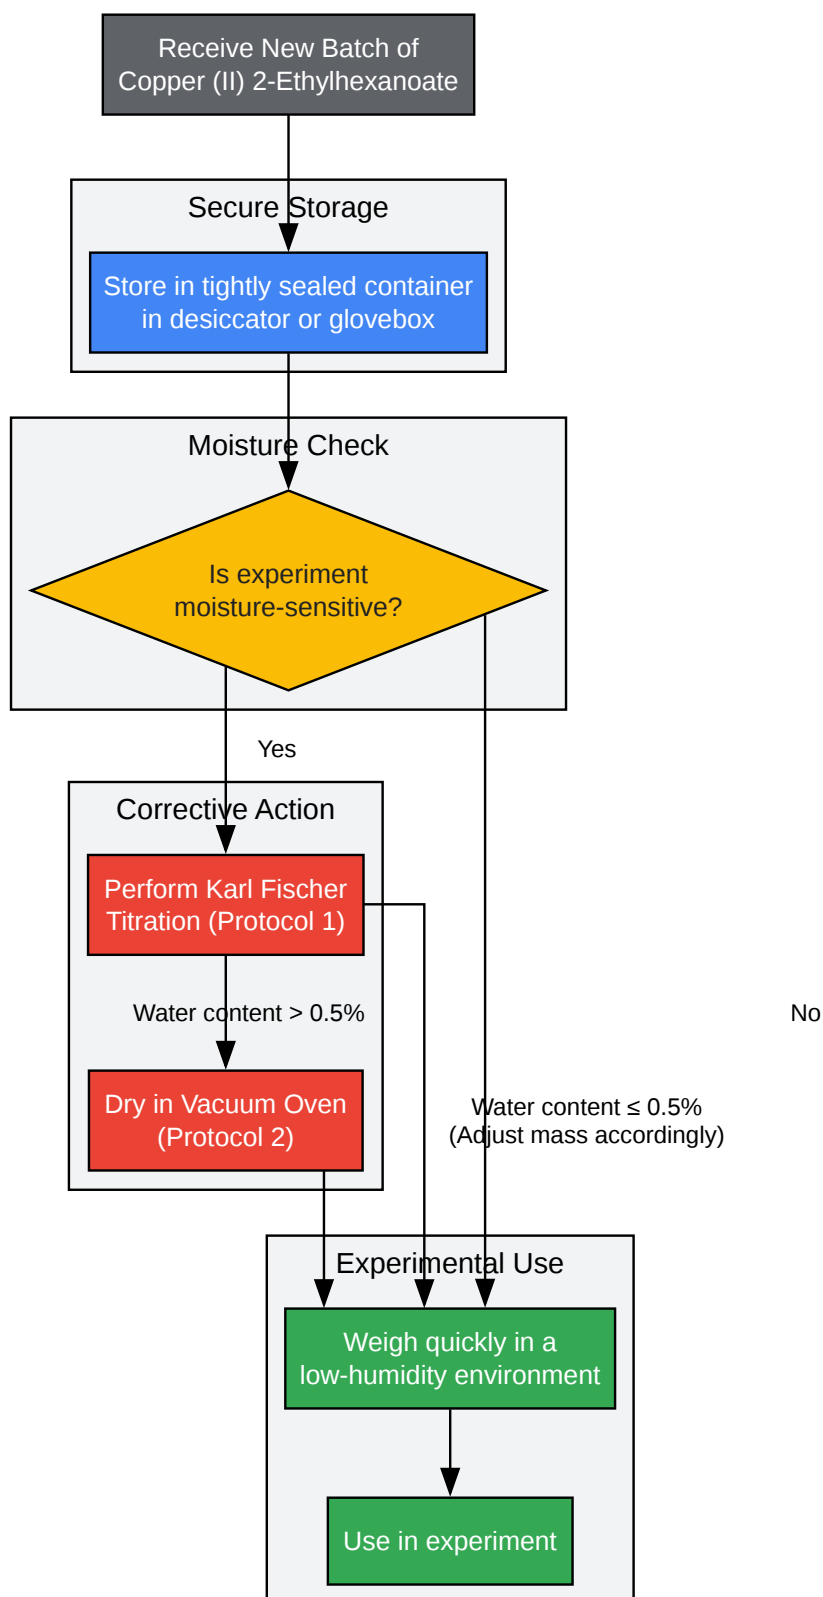 Receive New Batch of
Copper (II) 2-Ethylhexanoate
Secure Storage
Store in tightly sealed container
in desiccator or glovebox
Moisture Check
Is experiment
moisture-sensitive?
Yes
Corrective Action
Perform Karl Fischer
Titration (Protocol 1)
Water content > 0.5%
No
Dry in Vacuum Oven
(Protocol 2)
Water content ≤ 0.5%
(Adjust mass accordingly)
Experimental Use
Weigh quickly in a
low-humidity environment
Use in experiment